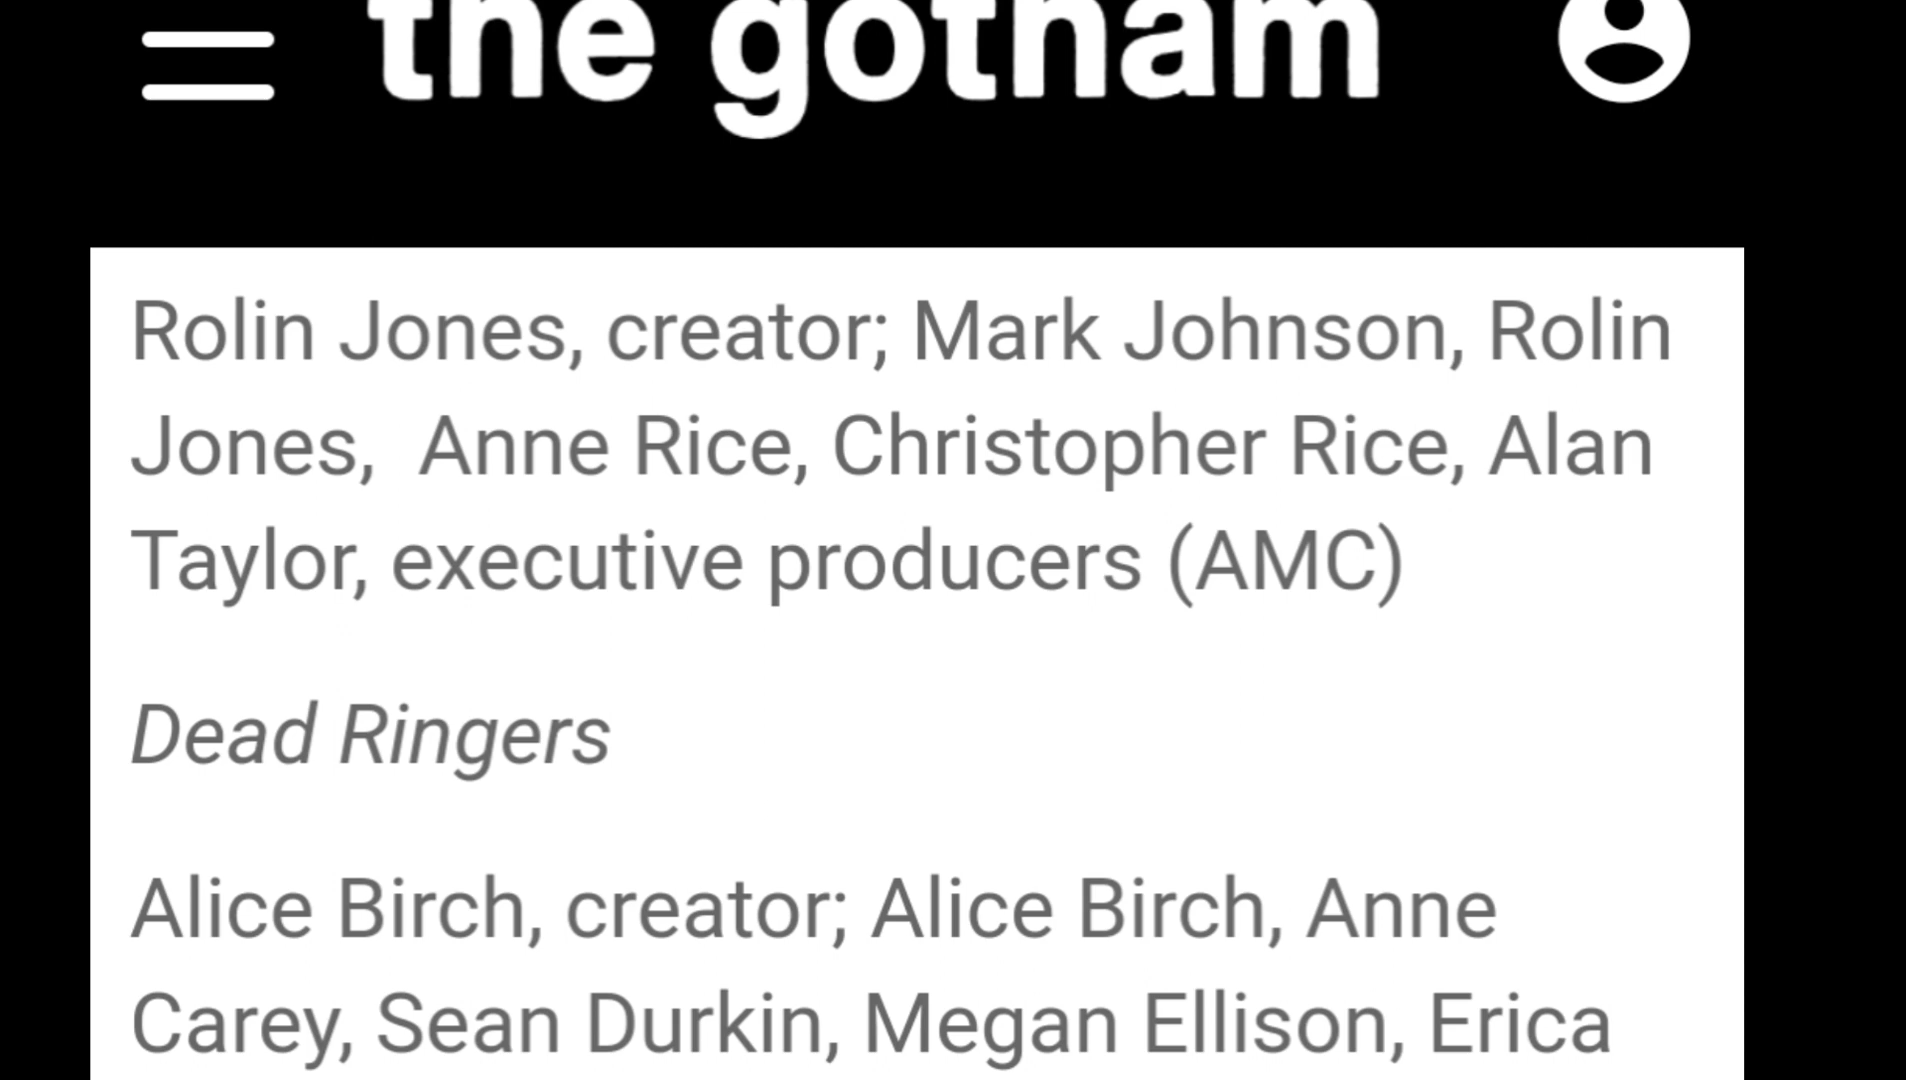 the gotham
Rolin Jones, creator; Mark Johnson, Rolin
Jones,  Anne Rice, Christopher Rice, Alan
Taylor, executive producers (AMC)
Dead Ringers
Alice Birch, creator; Alice Birch, Anne
Carey, Sean Durkin, Megan Ellison, Erica